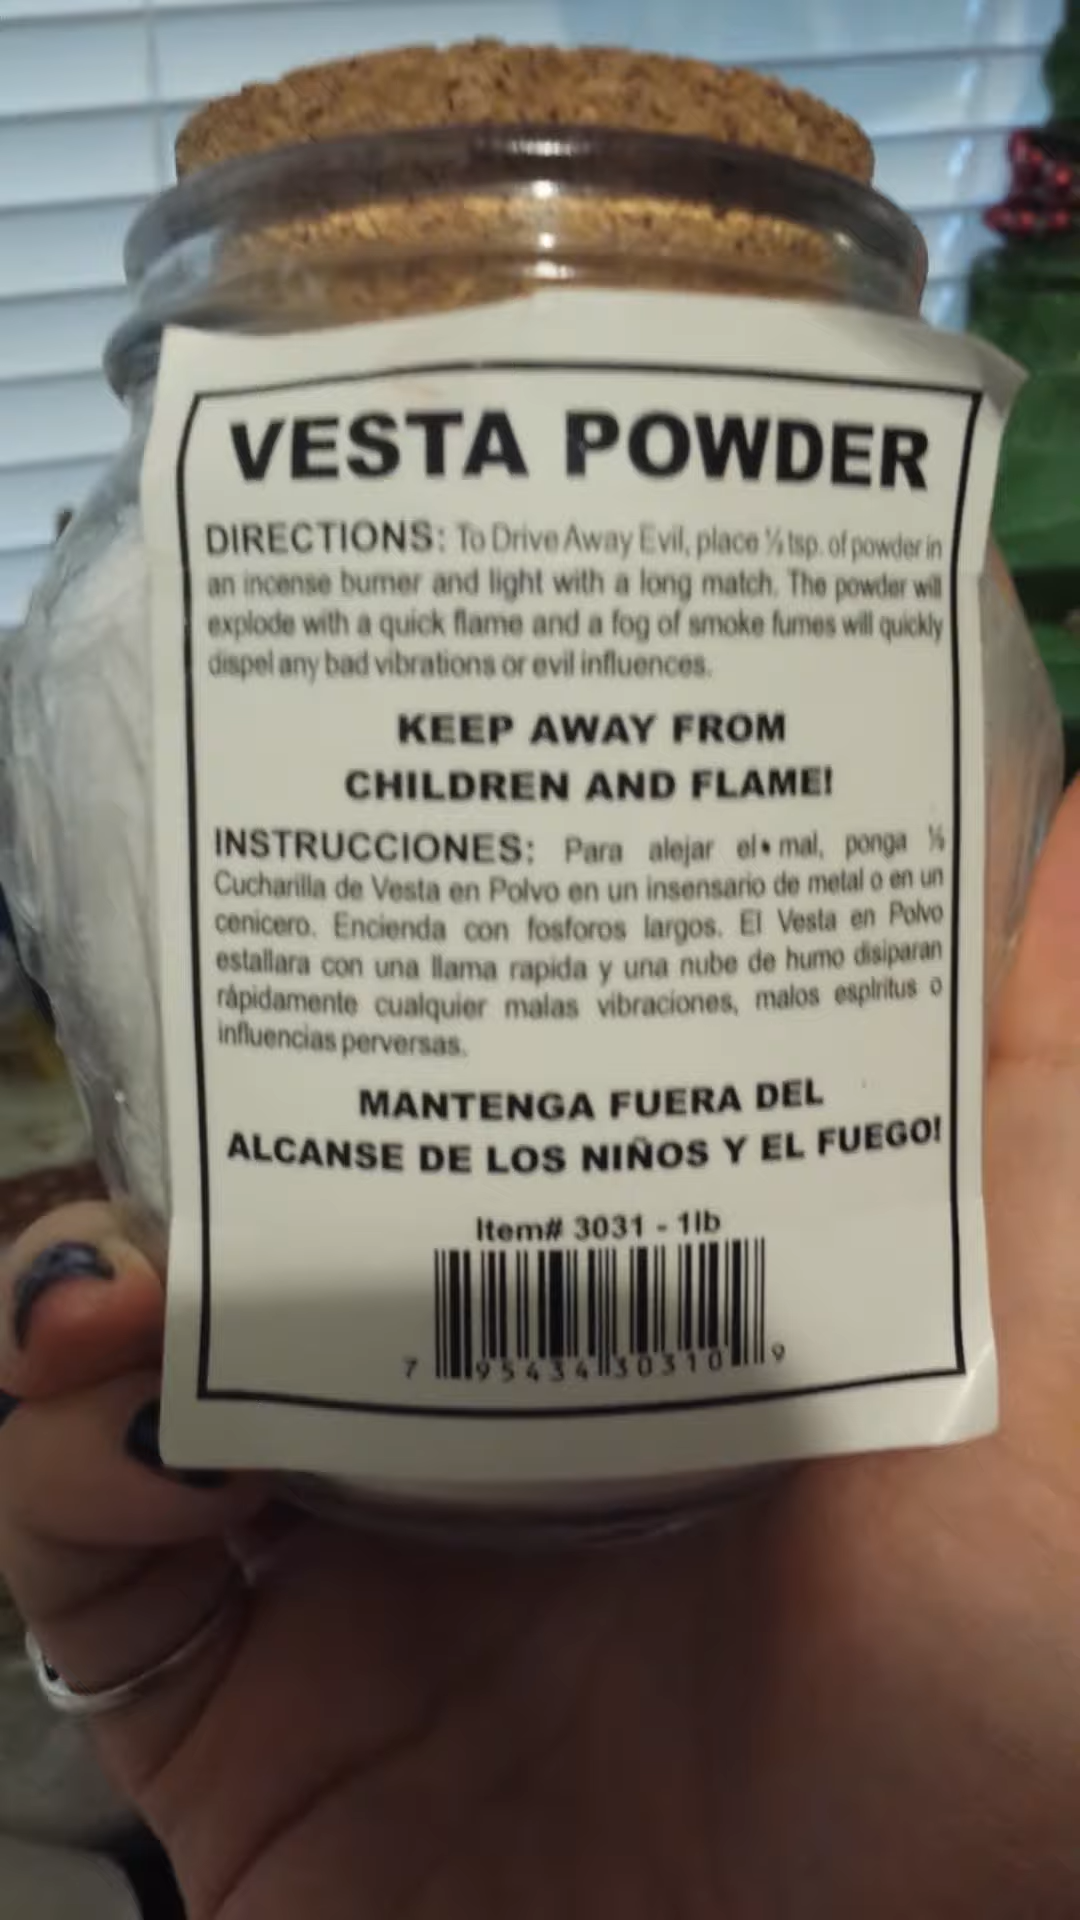 VESTA POWDER
DIRECTIONS: To Drive Away Evil, place ½ tsp. of powder in
an incense burner and light with a long match. The powder will
explode with a quick flame and a fog of smoke fumes will quickly
dispel any bad vibrations or evil influences.
KEEP AWAY FROM
CHILDREN AND FLAME!
INSTRUCCIONES: Para alejar el mal, ponga ½
Cucharilla de Vesta en Polvo en un insensario de metal o en un
cenicero. Encienda con fosforos largos. El Vesta en Polvo
estallara con una llama rapida y una nube de humo disiparan
rápidamente cualquier malas vibraciones, malos espiritus o
influencias perversas.
MANTENGA FUERA DEL
ALCANSE DE LOS NIÑOS Y EL FUEGO!
Item# 3031 - 1lb
7 95434 30310 9